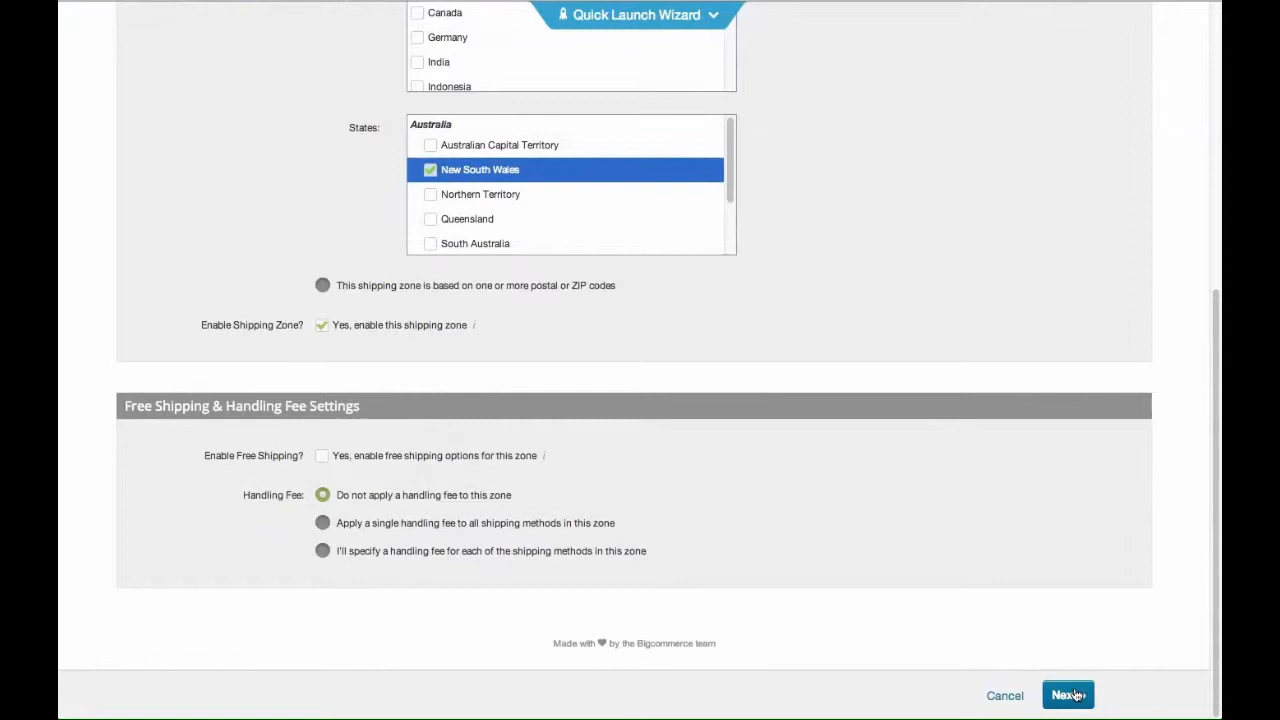 Quick Launch Wizard
Canada
Germany
India
Indonesia
States:
Australia
Australian Capital Territory
New South Wales
Northern Territory
Queensland
South Australia
This shipping zone is based on one or more postal or ZIP codes
Enable Shipping Zone? Yes, enable this shipping zone i
Free Shipping & Handling Fee Settings
Enable Free Shipping? Yes, enable free shipping options for this zone i
Handling Fee: Do not apply a handling fee to this zone
Apply a single handling fee to all shipping methods in this zone
I'll specify a handling fee for each of the shipping methods in this zone
Made with ♥ by the Bigcommerce team
Cancel